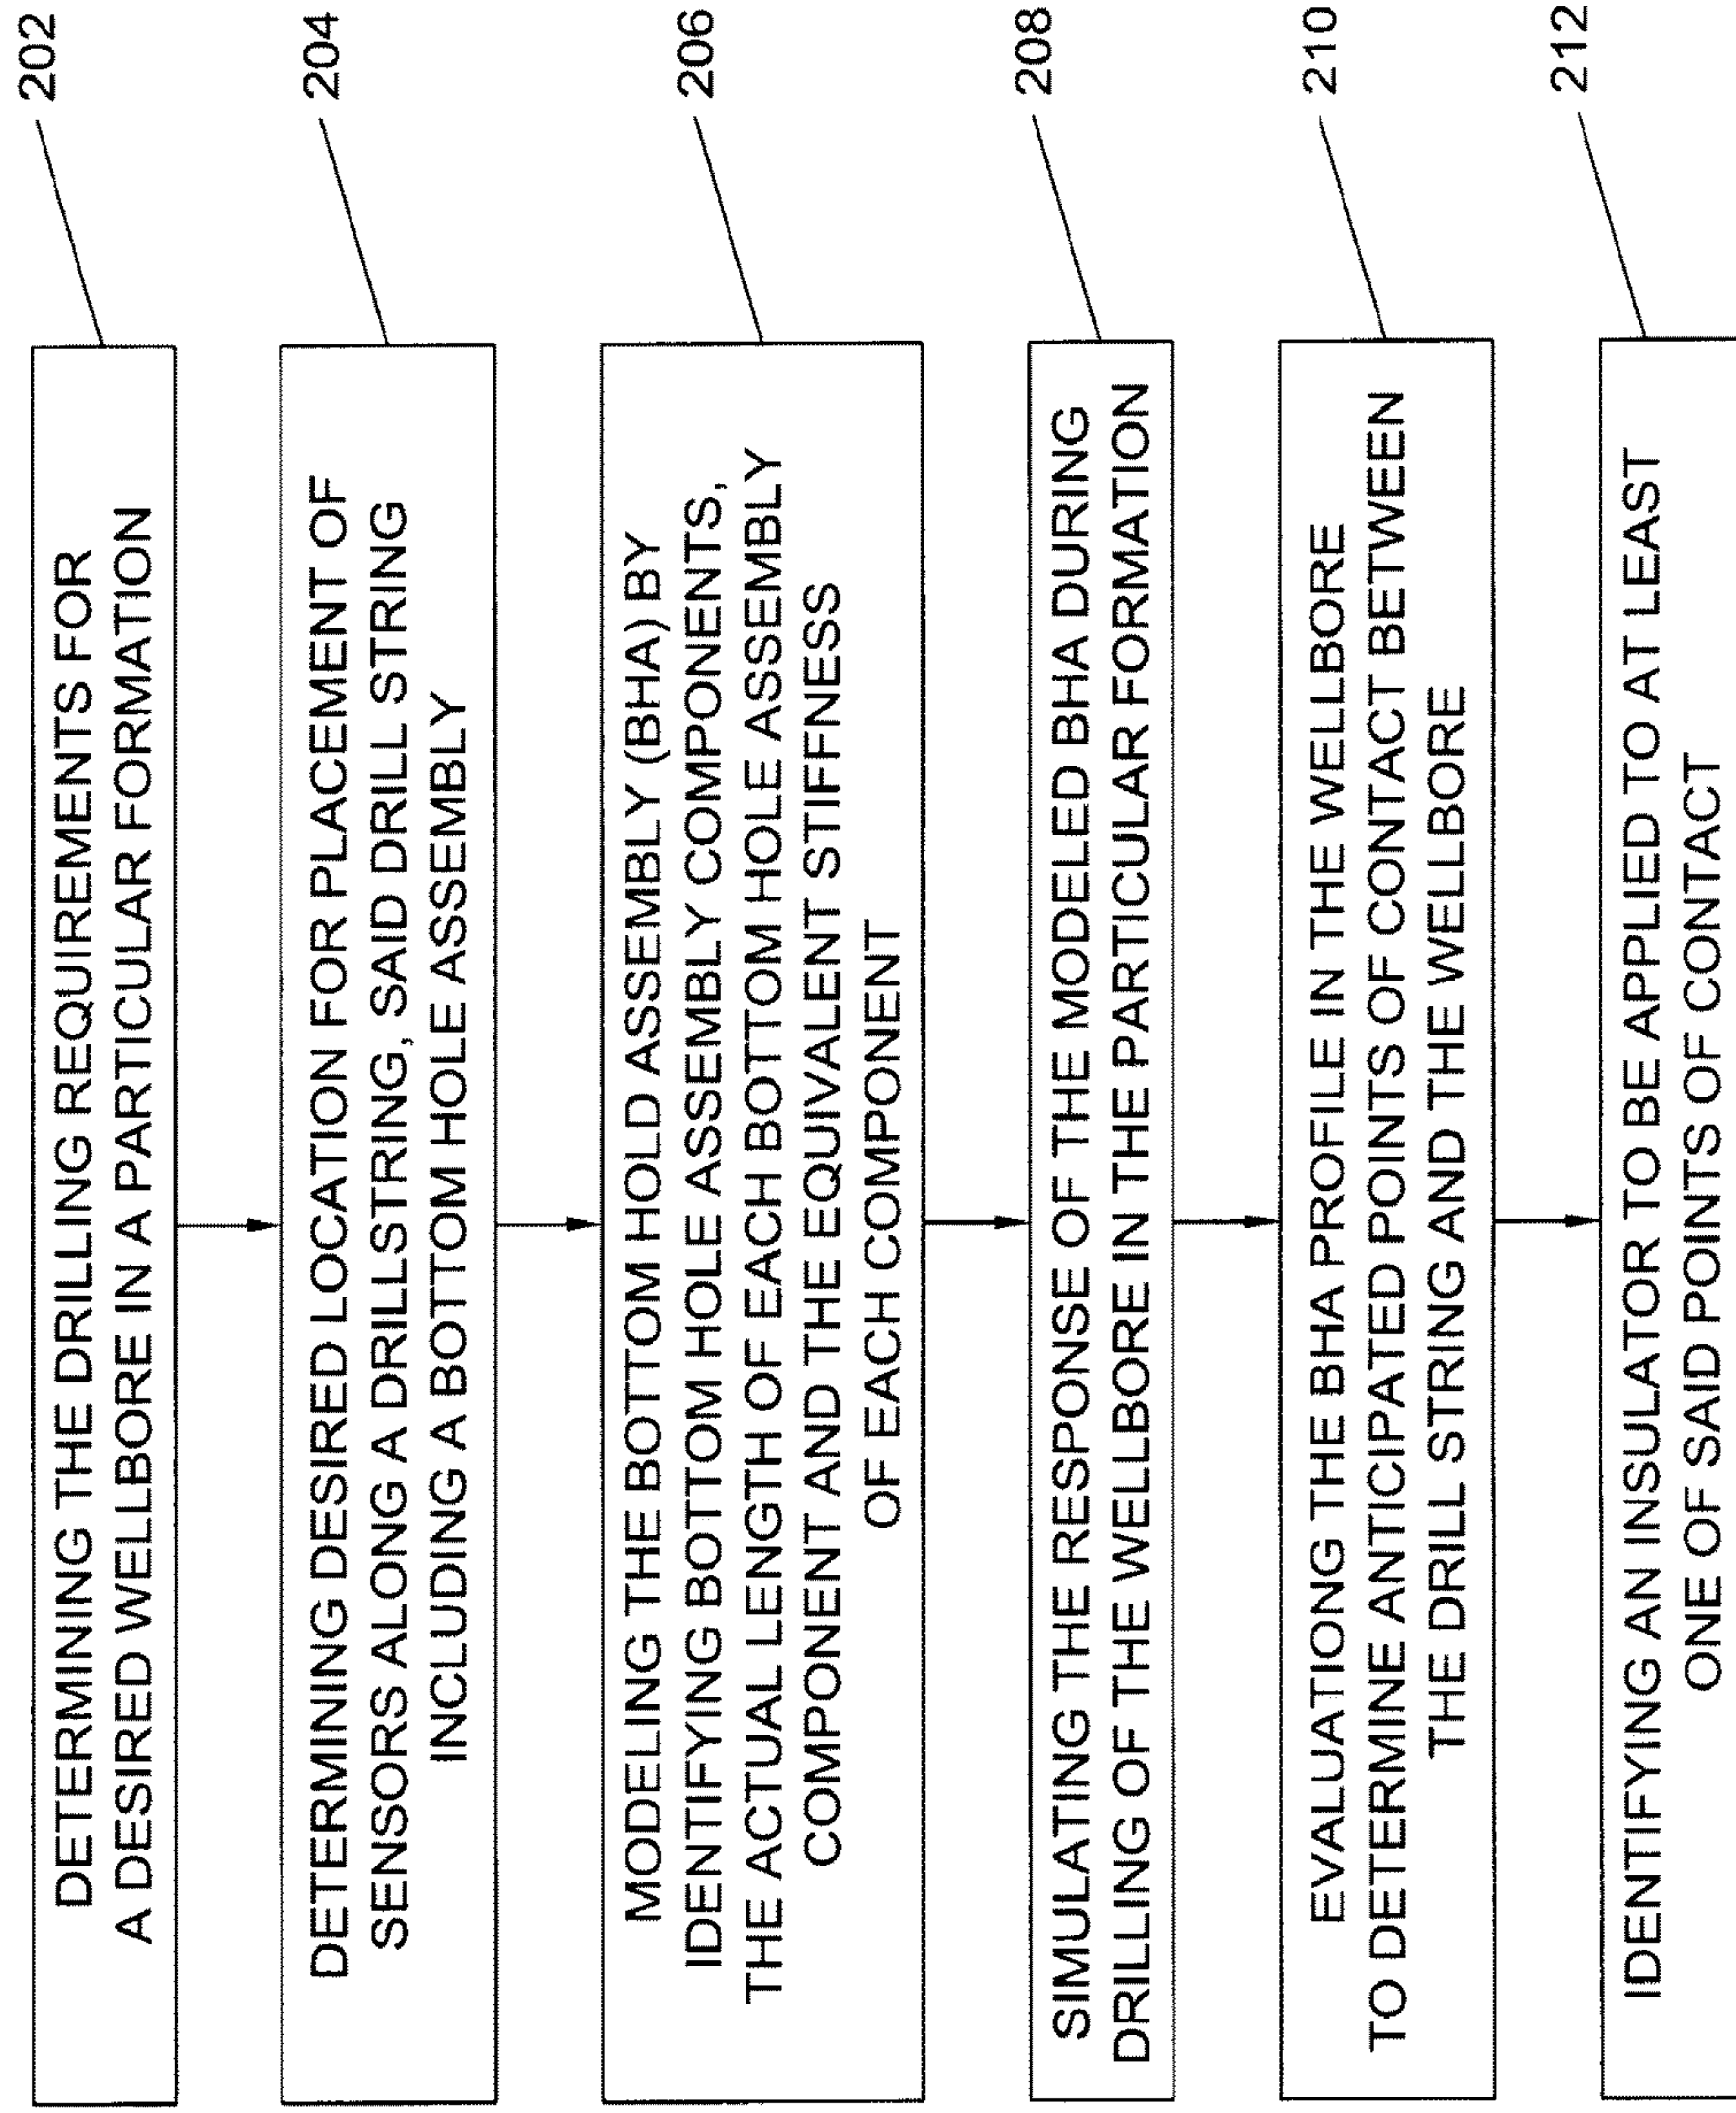 DETERMINING THE DRILLING REQUIREMENTS FOR
A DESIRED WELLBORE IN A PARTICULAR FORMATION
202
DETERMINING DESIRED LOCATION FOR PLACEMENT OF
SENSORS ALONG A DRILLSTRING, SAID DRILL STRING
INCLUDING A BOTTOM HOLE ASSEMBLY
204
MODELING THE BOTTOM HOLD ASSEMBLY (BHA) BY
IDENTIFYING BOTTOM HOLE ASSEMBLY COMPONENTS,
THE ACTUAL LENGTH OF EACH BOTTOM HOLE ASSEMBLY
COMPONENT AND THE EQUIVALENT STIFFNESS
OF EACH COMPONENT
206
SIMULATING THE RESPONSE OF THE MODELED BHA DURING
DRILLING OF THE WELLBORE IN THE PARTICULAR FORMATION
208
EVALUATIONG THE BHA PROFILE IN THE WELLBORE
TO DETERMINE ANTICIPATED POINTS OF CONTACT BETWEEN
THE DRILL STRING AND THE WELLBORE
210
IDENTIFYING AN INSULATOR TO BE APPLIED TO AT LEAST
ONE OF SAID POINTS OF CONTACT
212